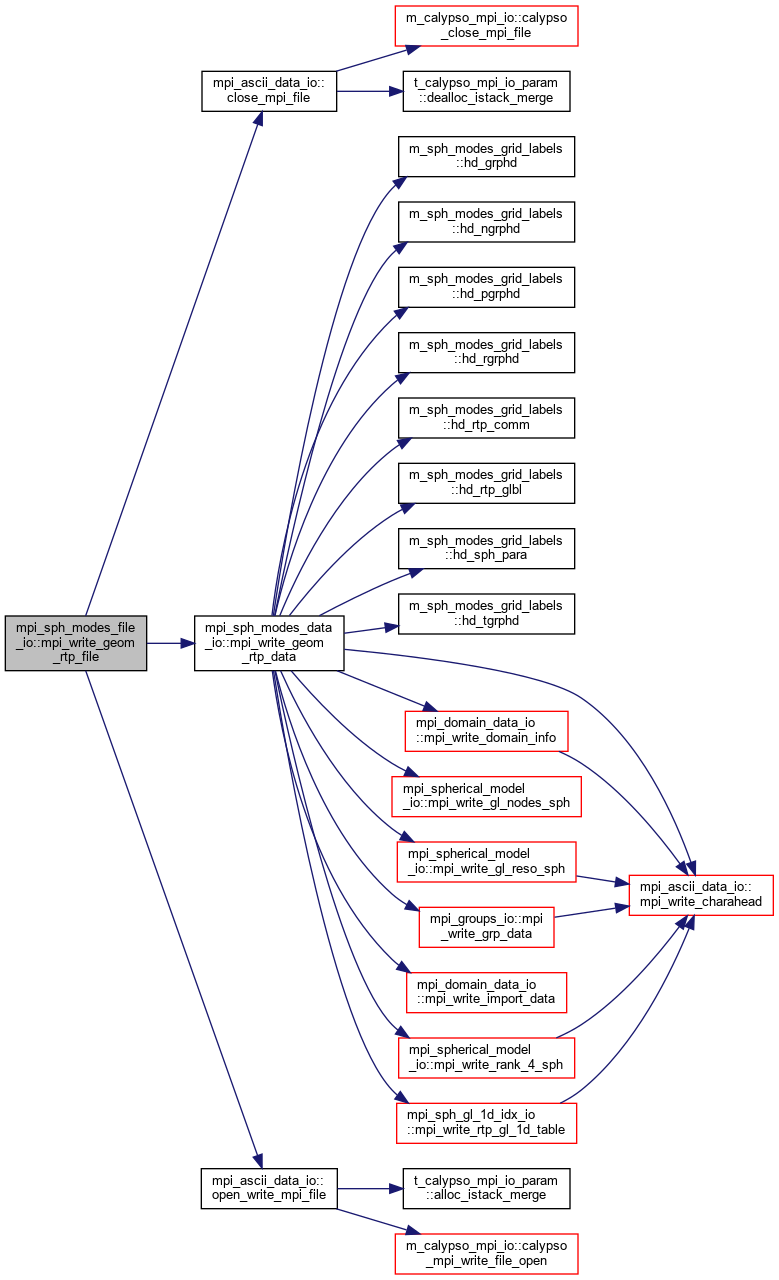 m_calypso_mpi_io::calypso
_close_mpi_file
mpi_ascii_data_io::
close_mpi_file
t_calypso_mpi_io_param
::dealloc_istack_merge
m_sph_modes_grid_labels
::hd_grphd
m_sph_modes_grid_labels
::hd_ngrphd
m_sph_modes_grid_labels
::hd_pgrphd
m_sph_modes_grid_labels
::hd_rgrphd
m_sph_modes_grid_labels
::hd_rtp_comm
m_sph_modes_grid_labels
::hd_rtp_glbl
m_sph_modes_grid_labels
::hd_sph_para
m_sph_modes_grid_labels
::hd_tgrphd
mpi_sph_modes_file
_io::mpi_write_geom
_rtp_file
mpi_sph_modes_data
_io::mpi_write_geom
_rtp_data
mpi_domain_data_io
::mpi_write_domain_info
mpi_spherical_model
_io::mpi_write_gl_nodes_sph
mpi_spherical_model
_io::mpi_write_gl_reso_sph
mpi_ascii_data_io::
mpi_write_charahead
mpi_groups_io::mpi
_write_grp_data
mpi_domain_data_io
::mpi_write_import_data
mpi_spherical_model
_io::mpi_write_rank_4_sph
mpi_sph_gl_1d_idx_io
::mpi_write_rtp_gl_1d_table
mpi_ascii_data_io::
open_write_mpi_file
t_calypso_mpi_io_param
::alloc_istack_merge
m_calypso_mpi_io::calypso
_mpi_write_file_open